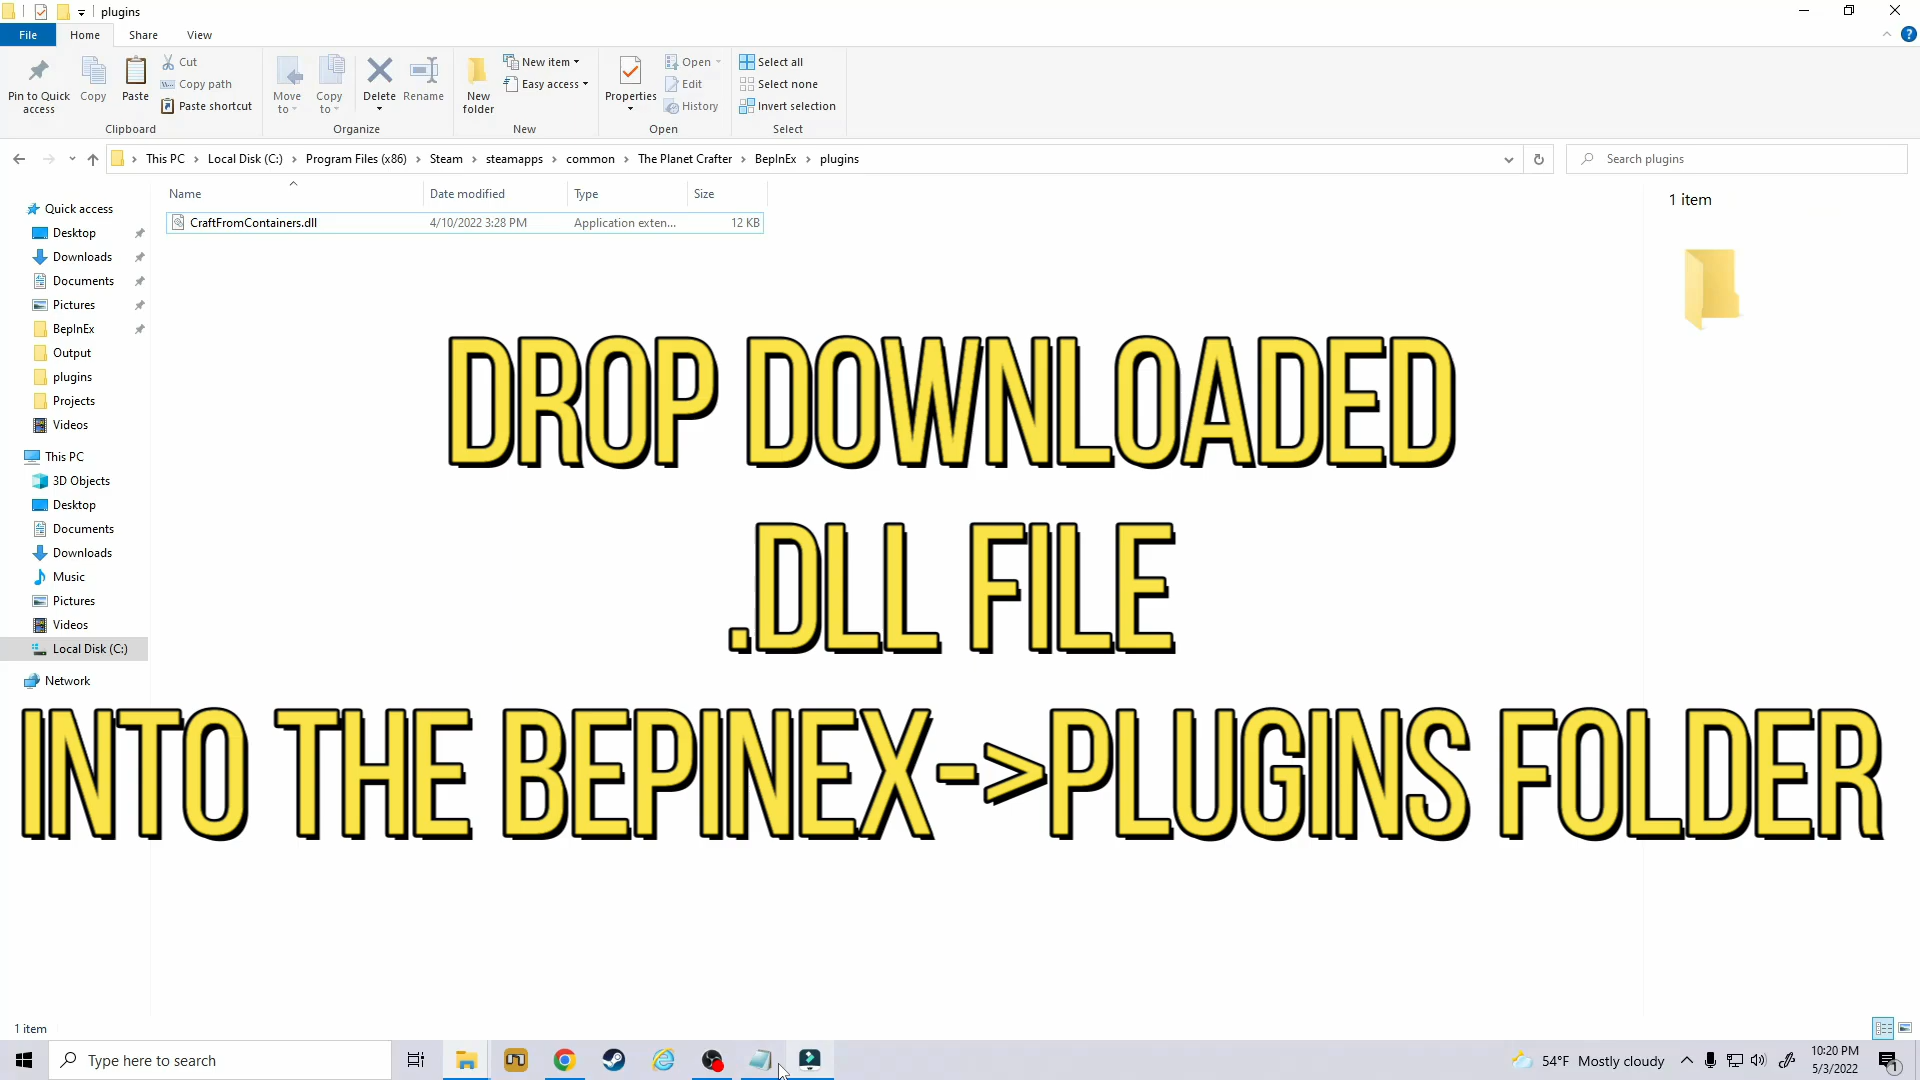 plugins
File Home Share View
Pin to Quick access
Copy
Paste
Cut
Copy path
Paste shortcut
Clipboard
Move to
Copy to
Delete
Rename
Organize
New folder
New item
Easy access
New
Properties
Open
Edit
History
Open
Select all
Select none
Invert selection
Select
This PC > Local Disk (C:) > Program Files (x86) > Steam > steamapps > common > The Planet Crafter > BepInEx > plugins
Search plugins
Name Date modified Type Size
CraftFromContainers.dll 4/10/2022 3:28 PM Application exten... 12 KB
1 item
Quick access
Desktop
Downloads
Documents
Pictures
BepInEx
Output
plugins
Projects
Videos
This PC
3D Objects
Desktop
Documents
Downloads
Music
Pictures
Videos
Local Disk (C:)
Network
DROP DOWNLOADED
.DLL FILE
INTO THE BEPINEX->PLUGINS FOLDER
1 item
Type here to search
54°F Mostly cloudy
10:20 PM
5/3/2022
1